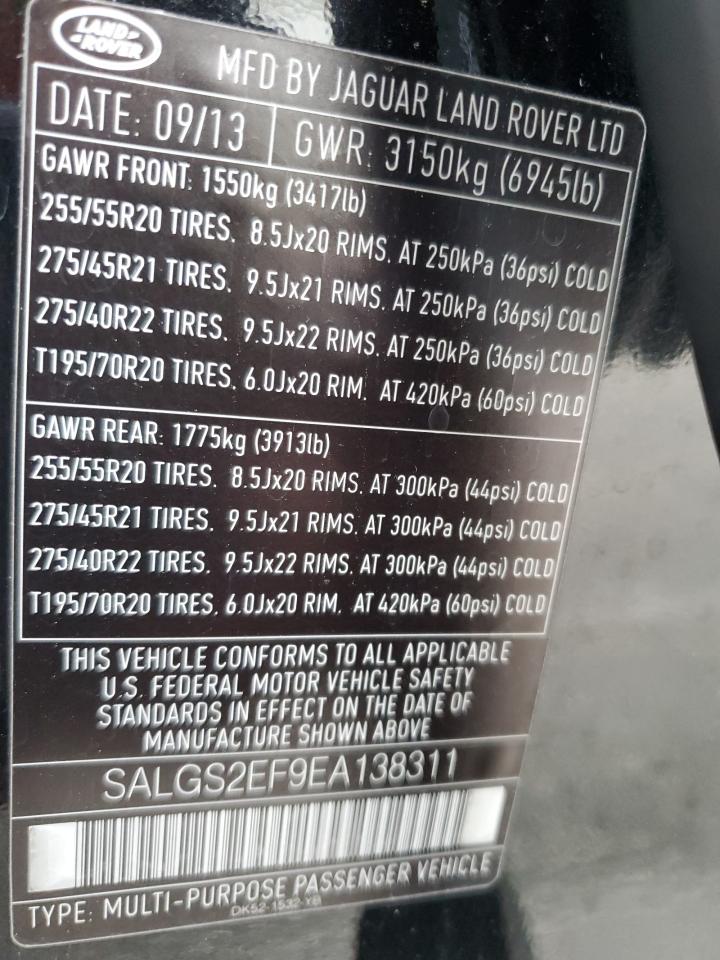 LAND-
-ROVER
MFD BY JAGUAR LAND ROVER LTD
DATE: 09/13 GWR: 3150kg (6945lb)
GAWR FRONT: 1550kg (3417lb)
255/55R20 TIRES. 8.5Jx20 RIMS. AT 250kPa (36psi) COLD
275/45R21 TIRES. 9.5Jx21 RIMS. AT 250kPa (36psi) COLD
275/40R22 TIRES. 9.5Jx22 RIMS. AT 250kPa (36psi) COLD
T195/70R20 TIRES. 6.0Jx20 RIM. AT 420kPa (60psi) COLD
GAWR REAR: 1775kg (3913lb)
255/55R20 TIRES. 8.5Jx20 RIMS. AT 300kPa (44psi) COLD
275/45R21 TIRES. 9.5Jx21 RIMS. AT 300kPa (44psi) COLD
275/40R22 TIRES. 9.5Jx22 RIMS. AT 300kPa (44psi) COLD
T195/70R20 TIRES. 6.0Jx20 RIM. AT 420kPa (60psi) COLD
THIS VEHICLE CONFORMS TO ALL APPLICABLE
U.S. FEDERAL MOTOR VEHICLE SAFETY
STANDARDS IN EFFECT ON THE DATE OF
MANUFACTURE SHOWN ABOVE
SALGS2EF9EA138311
TYPE: MULTI-PURPOSE PASSENGER VEHICLE
DK52-1532-YB